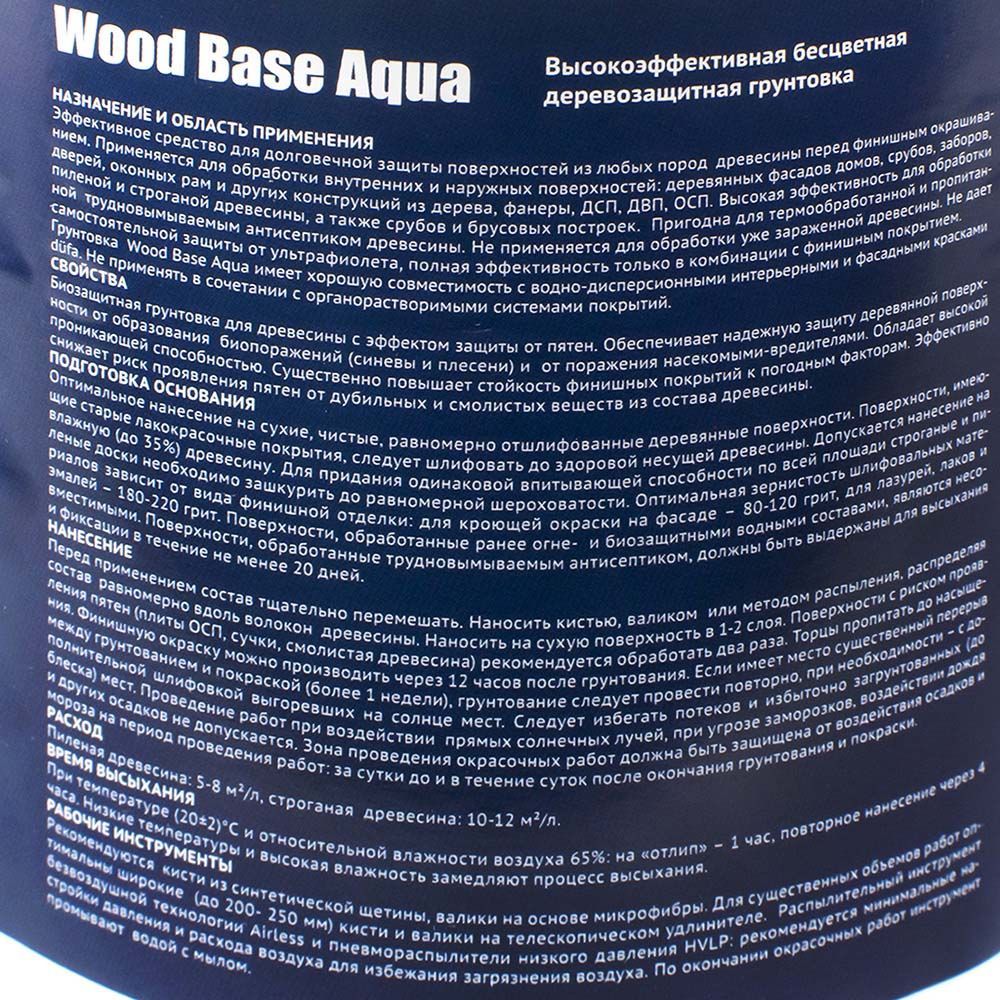 Wood Base Aqua
Высокоэффективная бесцветная
деревозащитная грунтовка
НАЗНАЧЕНИЕ И ОБЛАСТЬ ПРИМЕНЕНИЯ
Эффективное средство для долговечной защиты поверхностей из любых пород древесины перед финишным окрашива-
нием. Применяется для обработки внутренних и наружных поверхностей: деревянных фасадов домов, срубов, заборов,
дверей, оконных рам и других конструкций из дерева, фанеры, ДСП, ДВП, ОСП. Высокая эффективность для обработки
пиленой и строганой древесины, а также срубов и брусовых построек. Пригодна для термообработанной и пропитан-
ной трудновымываемым антисептиком древесины. Не применяется для обработки уже зараженной древесины. Не дает
самостоятельной защиты от ультрафиолета, полная эффективность только в комбинации с финишным покрытием.
Грунтовка Wood Base Aqua имеет хорошую совместимость с водно-дисперсионными интерьерными и фасадными красками
düfa. Не применять в сочетании с органорастворимыми системами покрытий.
СВОЙСТВА
Биозащитная грунтовка для древесины с эффектом защиты от пятен. Обеспечивает надежную защиту деревянной поверх-
ности от образования биопоражений (синевы и плесени) и от поражения насекомыми-вредителями. Обладает высокой
проникающей способностью. Существенно повышает стойкость финишных покрытий к погодным факторам. Эффективно
снижает риск проявления пятен от дубильных и смолистых веществ из состава древесины.
ПОДГОТОВКА ОСНОВАНИЯ
Оптимальное нанесение на сухие, чистые, равномерно отшлифованные деревянные поверхности. Поверхности, имею-
щие старые лакокрасочные покрытия, следует шлифовать до здоровой несущей древесины. Допускается нанесение на
влажную (до 35%) древесину. Для придания одинаковой впитывающей способности по всей площади строганые и пи-
леные доски необходимо зашкурить до равномерной шероховатости. Оптимальная зернистость шлифовальных мате-
риалов зависит от вида финишной отделки: для кроющей окраски на фасаде – 80-120 грит, для лазурей, лаков и
эмалей – 180-220 грит. Поверхности, обработанные ранее огне- и биозащитными водными составами, являются несо-
вместимыми. Поверхности, обработанные трудновымываемым антисептиком, должны быть выдержаны для высыхания
и фиксации в течение не менее 20 дней.
НАНЕСЕНИЕ
Перед применением состав тщательно перемешать. Наносить кистью, валиком или методом распыления, распределяя
состав равномерно вдоль волокон древесины. Наносить на сухую поверхность в 1-2 слоя. Поверхности с риском прояв-
ления пятен (плиты ОСП, сучки, смолистая древесина) рекомендуется обработать два раза. Торцы пропитать до насыще-
ния. Финишную окраску можно производить через 12 часов после грунтования. Если имеет место существенный перерыв
между грунтованием и покраской (более 1 недели), грунтование следует провести повторно, при необходимости – с до-
полнительной шлифовкой выгоревших на солнце мест. Следует избегать потеков и избыточно загрунтованных (до
блеска) мест. Проведение работ при воздействии прямых солнечных лучей, при угрозе заморозков, воздействии дождя
и других осадков не допускается. Зона проведения окрасочных работ должна быть защищена от воздействия осадков и
мороза на период проведения работ: за сутки до и в течение суток после окончания грунтования и покраски.
РАСХОД
Пиленая древесина: 5-8 м²/л, строганая древесина: 10-12 м²/л.
ВРЕМЯ ВЫСЫХАНИЯ
При температуре (20±2)°С и относительной влажности воздуха 65%: на «отлип» – 1 час, повторное нанесение через 4
часа. Низкие температуры и высокая влажность замедляют процесс высыхания.
РАБОЧИЕ ИНСТРУМЕНТЫ
Рекомендуются кисти из синтетической щетины, валики на основе микрофибры. Для существенных объемов работ оп-
тимальны широкие (до 200- 250 мм) кисти и валики на телескопическом удлинителе. Распылительный инструмент
безвоздушной технологии Airless и пневмораспылители низкого давления HVLP: рекомендуется минимальные на-
стройки давления и расхода воздуха для избежания загрязнения воздуха. По окончании окрасочных работ инструмент
промывают водой с мылом.